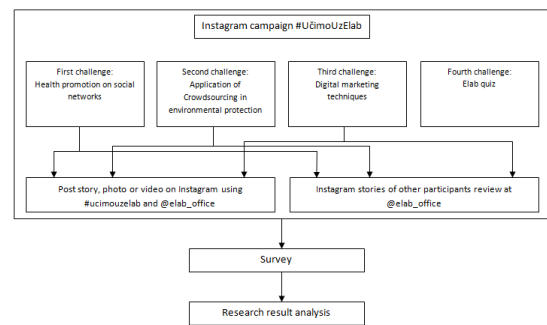 Instagram campaign #UčimoUzElab
First challenge:
Health promotion on social
networks
Second challenge:
Application of
Crowdsourcing in
environmental protection
Third challenge:
Digital marketing
techniques
Fourth challenge:
Elab quiz
Post story, photo or video on Instagram using
#ucimouzelab and @elab_office
Instagram stories of other participants review at
@elab_office
Survey
Research result analysis